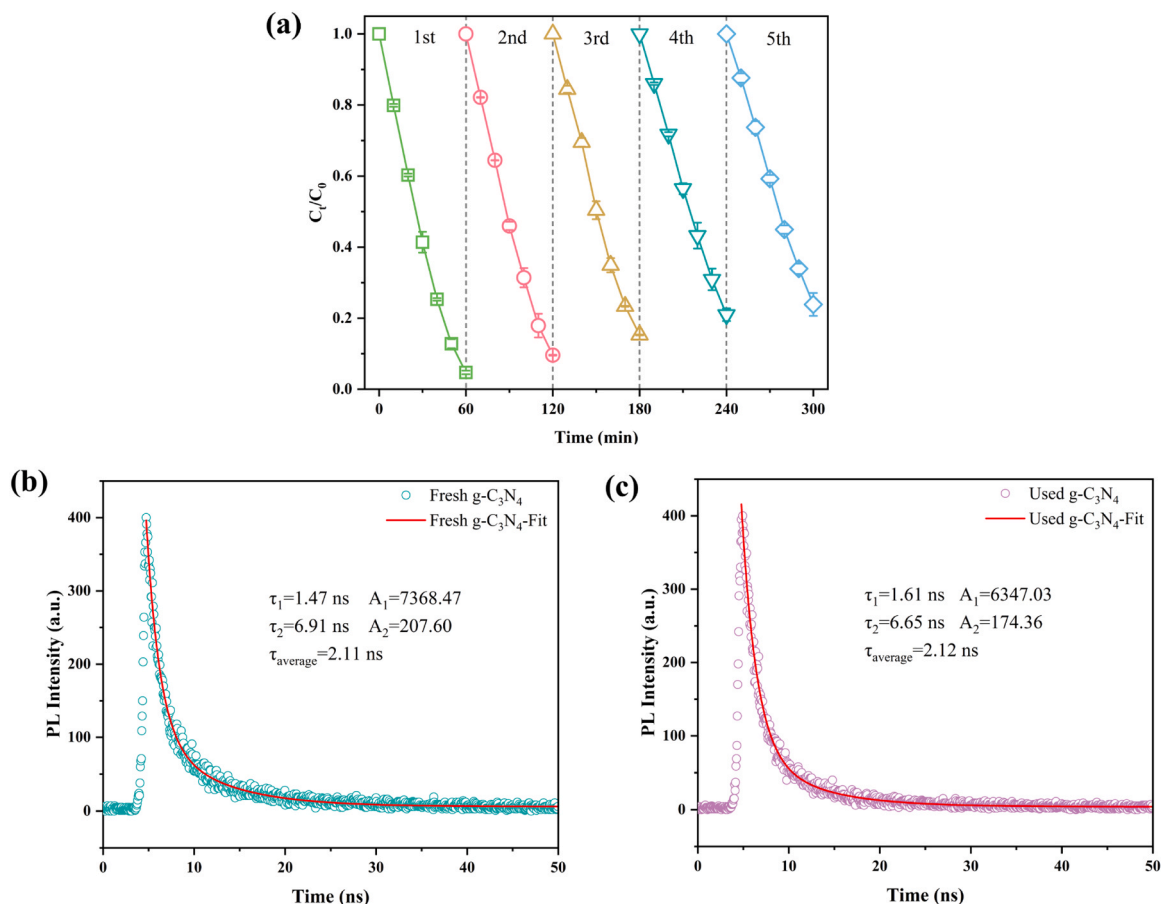 (a)
1.0
0.8
0.6
0.4
0.2
0.0
Cₜ/C₀
1st 2nd 3rd 4th 5th
0 60 120 180 240 300
Time (min)
(b)
Fresh g-C₃N₄
Fresh g-C₃N₄-Fit
τ₁=1.47 ns A₁=7368.47
τ₂=6.91 ns A₂=207.60
τaverage=2.11 ns
400
300
200
100
0
PL Intensity (a.u.)
0 10 20 30 40 50
Time (ns)
(c)
Used g-C₃N₄
Used g-C₃N₄-Fit
τ₁=1.61 ns A₁=6347.03
τ₂=6.65 ns A₂=174.36
τaverage=2.12 ns
400
300
200
100
0
PL Intensity (a.u.)
0 10 20 30 40 50
Time (ns)